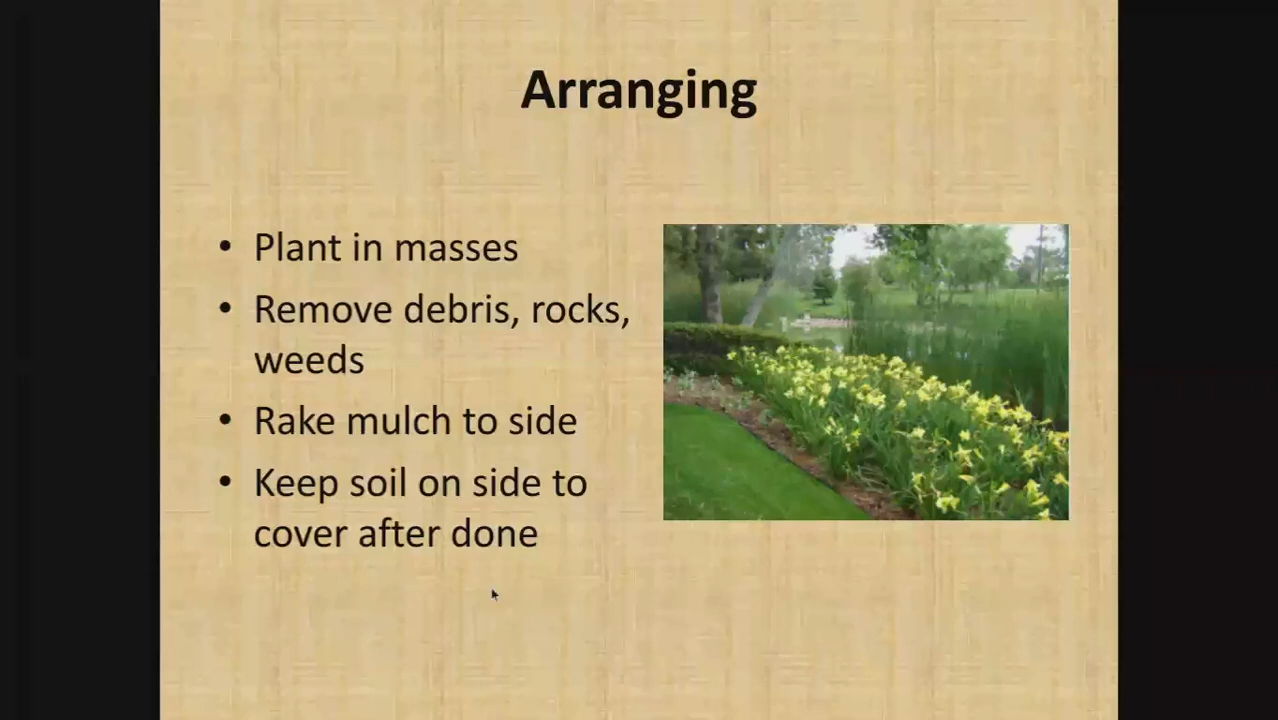 Arranging
• Plant in masses
• Remove debris, rocks,
weeds
• Rake mulch to side
• Keep soil on side to
cover after done